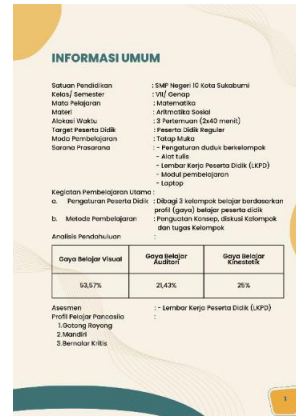 INFORMASI UMUM
Satuan Pendidikan : SMP Negeri 10 Kota Sukabumi
Kelas/ Semester : VII/ Genap
Mata Pelajaran : Matematika
Materi : Aritmatika Sosial
Alokasi Waktu : 3 Pertemuan (2x40 menit)
Target Peserta Didik : Peserta Didik Reguler
Moda Pembelajaran : Tatap Muka
Sarana Prasarana : - Pengaturan duduk berkelompok
- Alat tulis
- Lembar Kerja Peserta Didik (LKPD)
- Modul pembelajaran
- Laptop
Kegiatan Pembelajaran Utama :
a. Pengaturan Peserta Didik : Dibagi 3 kelompok belajar berdasarkan
profil (gaya) belajar peserta didik
b. Metode Pembelajaran : Penguatan Konsep, diskusi Kelompok
dan tugas Kelompok
Analisis Pendahuluan :
Gaya Belajar Visual
Gaya Belajar
Auditori
Gaya Belajar
Kinestetik
53,57%
21,43%
25%
Asesmen : - Lembar Kerja Peserta Didik (LKPD)
Profil Pelajar Pancasila :
1.Gotong Royong
2.Mandiri
3.Bernalar Kritis
1